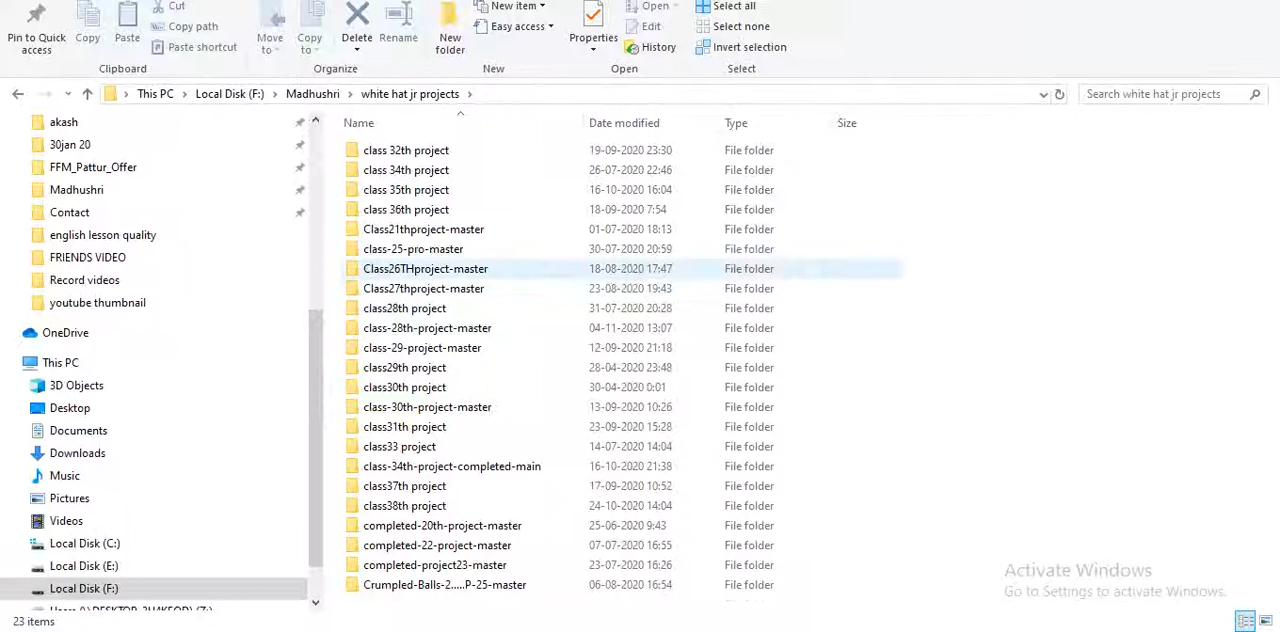 Cut
New item
Open
Select all
Copy path
Easy access
Edit
Select none
Pin to Quick access
Copy
Paste
Paste shortcut
Move to
Copy to
Delete
Rename
New folder
Properties
History
Invert selection
Clipboard
Organize
New
Open
Select
This PC > Local Disk (F:) > Madhushri > white hat jr projects >
Search white hat jr projects
akash
30jan 20
FFM_Pattur_Offer
Madhushri
Contact
english lesson quality
FRIENDS VIDEO
Record videos
youtube thumbnail
OneDrive
This PC
3D Objects
Desktop
Documents
Downloads
Music
Pictures
Videos
Local Disk (C:)
Local Disk (E:)
Local Disk (F:)
Name Date modified Type Size
class 32th project 19-09-2020 23:30 File folder
class 34th project 26-07-2020 22:46 File folder
class 35th project 16-10-2020 16:04 File folder
class 36th project 18-09-2020 7:54 File folder
Class21thproject-master 01-07-2020 18:13 File folder
class-25-pro-master 30-07-2020 20:59 File folder
Class26THproject-master 18-08-2020 17:47 File folder
Class27thproject-master 23-08-2020 19:43 File folder
class28th project 31-07-2020 20:28 File folder
class-28th-project-master 04-11-2020 13:07 File folder
class-29-project-master 12-09-2020 21:18 File folder
class29th project 28-04-2020 23:48 File folder
class30th project 30-04-2020 0:01 File folder
class-30th-project-master 13-09-2020 10:26 File folder
class31th project 23-09-2020 15:28 File folder
class33 project 14-07-2020 14:04 File folder
class-34th-project-completed-main 16-10-2020 21:38 File folder
class37th project 17-09-2020 10:52 File folder
class38th project 24-10-2020 14:04 File folder
completed-20th-project-master 25-06-2020 9:43 File folder
completed-22-project-master 07-07-2020 16:55 File folder
completed-project23-master 23-07-2020 16:26 File folder
Crumpled-Balls-2.....P-25-master 06-08-2020 16:54 File folder
Activate Windows
Go to Settings to activate Windows.
23 items